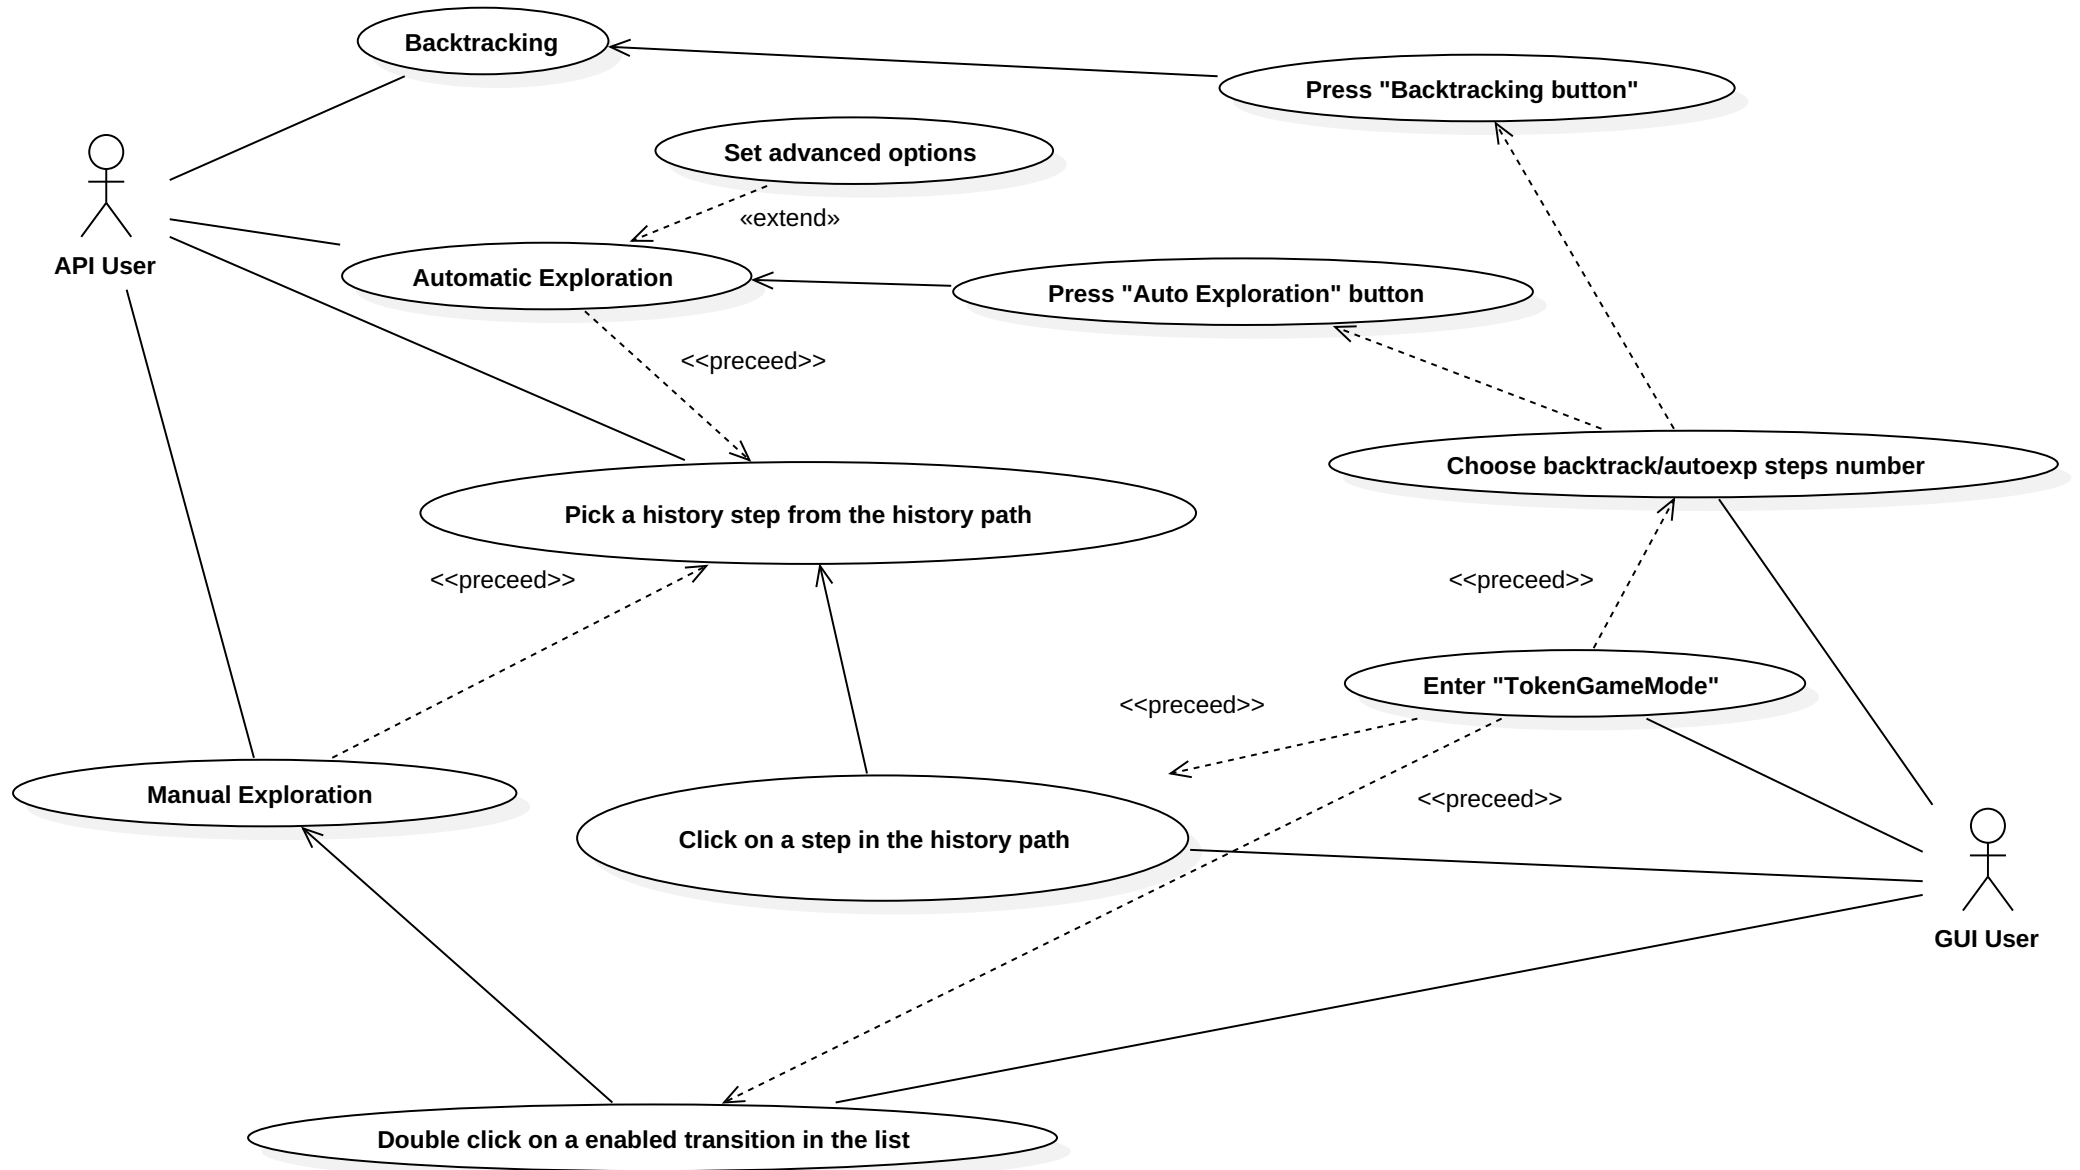 Backtracking
Press "Backtracking button"
Set advanced options
«extend»
API User
Automatic Exploration
Press "Auto Exploration" button
<<preceed>>
Choose backtrack/autoexp steps number
Pick a history step from the history path
<<preceed>>
<<preceed>>
Enter "TokenGameMode"
<<preceed>>
Manual Exploration
<<preceed>>
Click on a step in the history path
GUI User
Double click on a enabled transition in the list